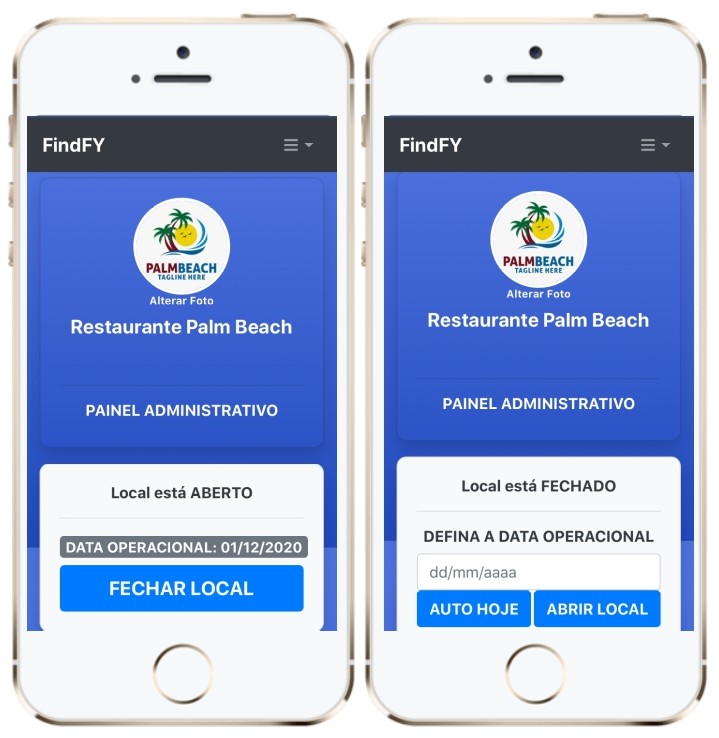 FindFY
PALMBEACH
TAGLINE HERE
Alterar Foto
Restaurante Palm Beach
PAINEL ADMINISTRATIVO
Local está ABERTO
DATA OPERACIONAL: 01/12/2020
FECHAR LOCAL
FindFY
PALMBEACH
TAGLINE HERE
Alterar Foto
Restaurante Palm Beach
PAINEL ADMINISTRATIVO
Local está FECHADO
DEFINA A DATA OPERACIONAL
dd/mm/aaaa
AUTO HOJE ABRIR LOCAL